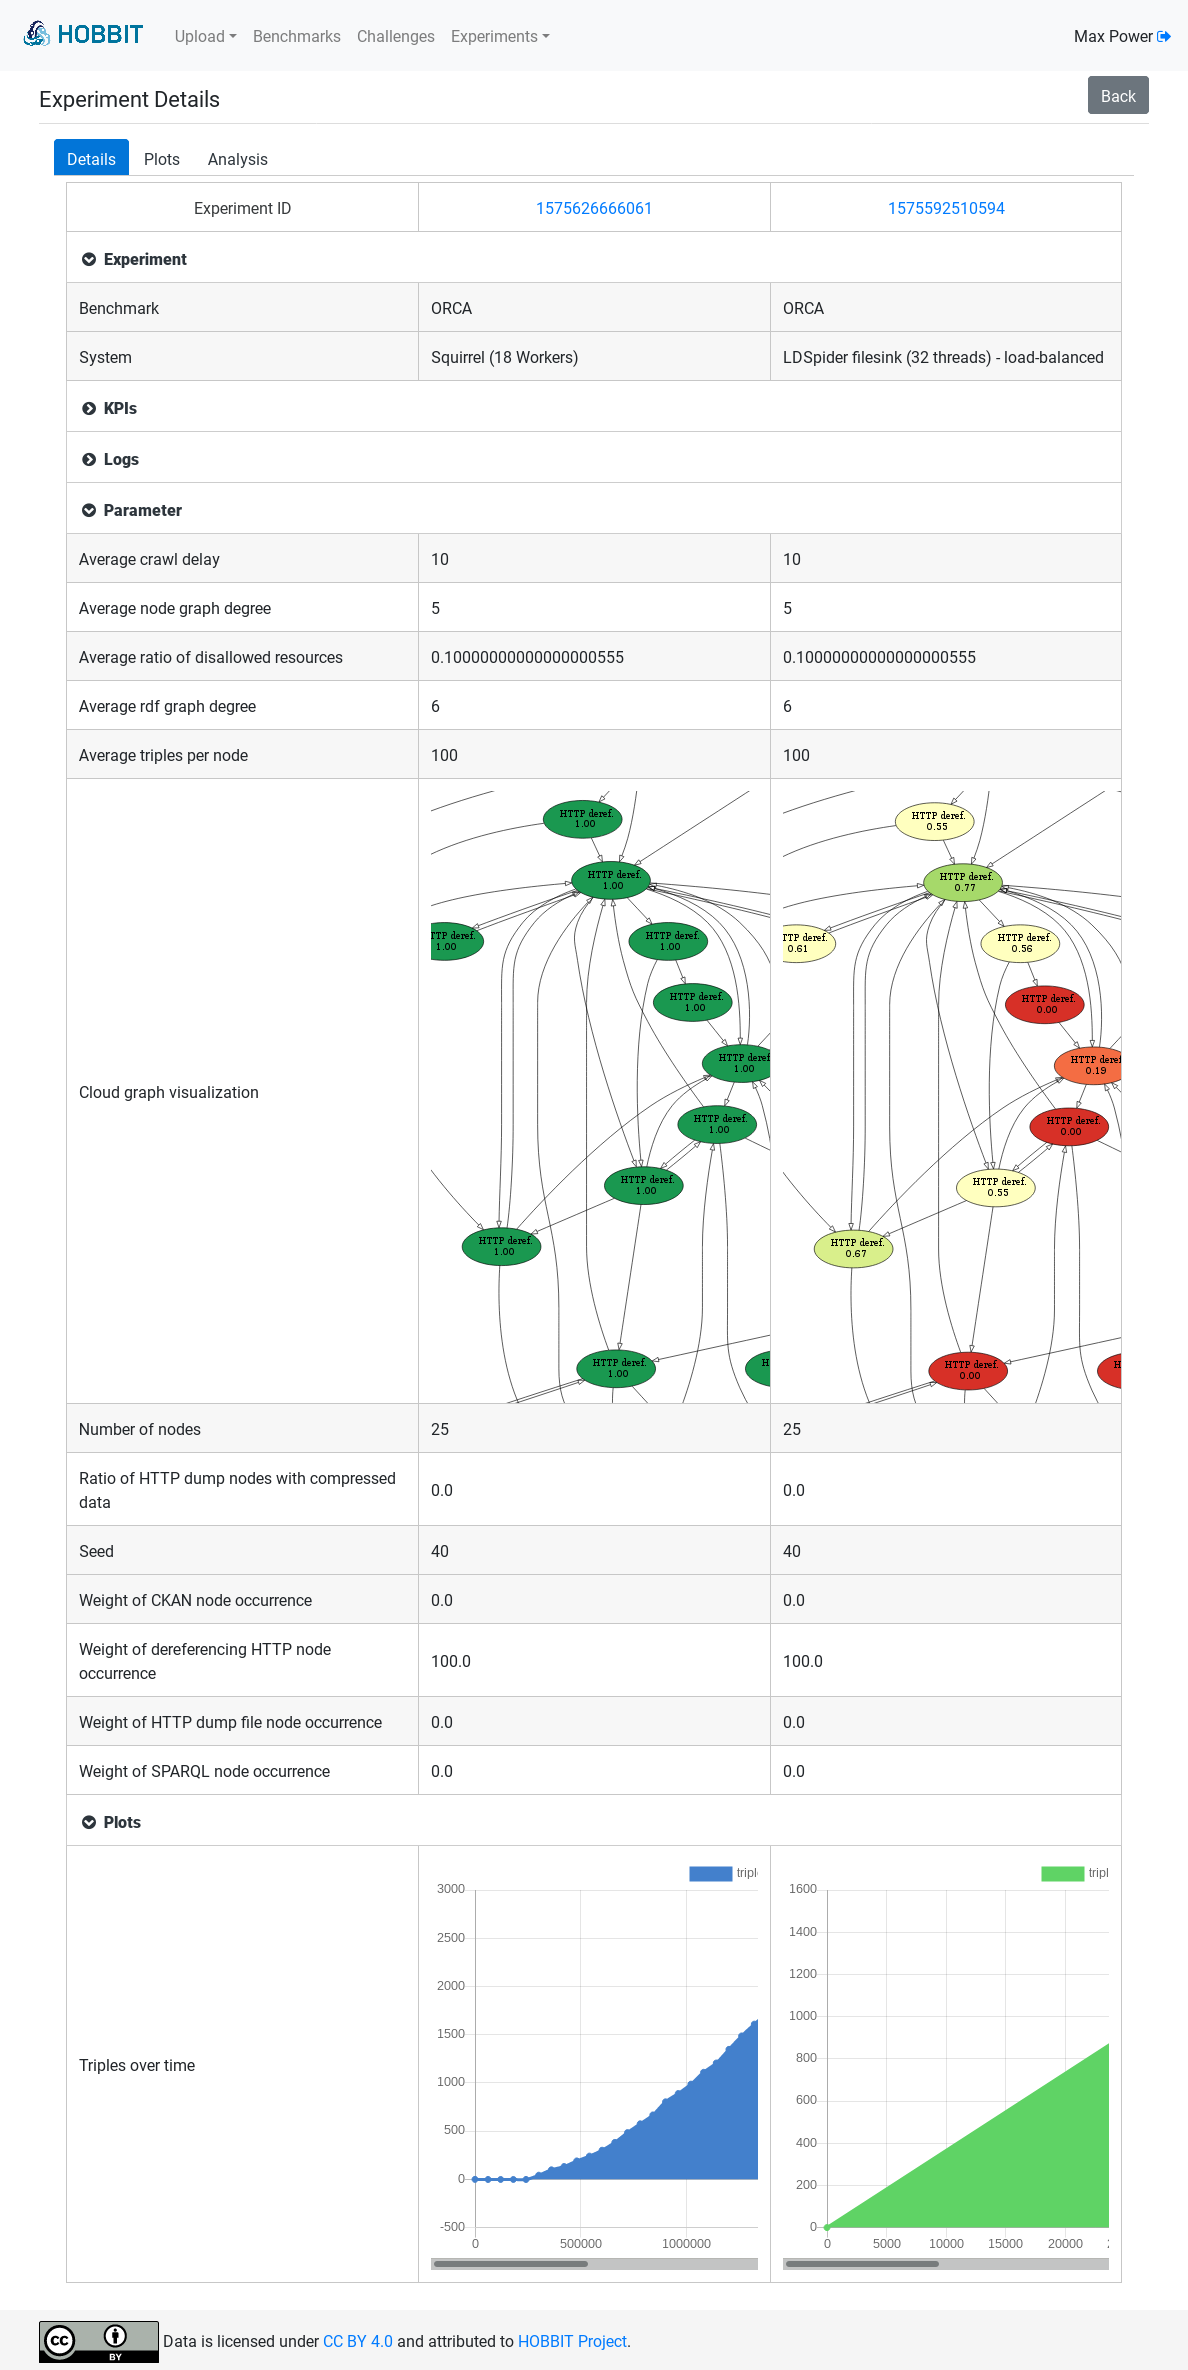 HOBBIT Upload Benchmarks Challenges Experiments Max Power
Experiment Details Back
Details Plots Analysis
Experiment ID 1575626666061 1575592510594
Experiment
Benchmark ORCA ORCA
System Squirrel (18 Workers) LDSpider filesink (32 threads) - load-balanced
KPIs
Logs
Parameter
Average crawl delay 10 10
Average node graph degree 5 5
Average ratio of disallowed resources 0.10000000000000000555 0.10000000000000000555
Average rdf graph degree 6 6
Average triples per node 100 100
Cloud graph visualization
HTTP deref.
1.00
HTTP deref.
1.00
TTP deref.
1.00
HTTP deref.
1.00
HTTP deref.
1.00
HTTP deref
1.00
HTTP deref.
1.00
HTTP deref.
1.00
HTTP deref.
1.00
HTTP deref.
1.00
H
HTTP deref.
0.55
HTTP deref.
0.77
TTP deref.
0.61
HTTP deref.
0.56
HTTP deref.
0.00
HTTP deref
0.19
HTTP deref.
0.00
HTTP deref.
0.55
HTTP deref.
0.67
HTTP deref.
0.00
H
Number of nodes 25 25
Ratio of HTTP dump nodes with compressed
data 0.0 0.0
Seed 40 40
Weight of CKAN node occurrence 0.0 0.0
Weight of dereferencing HTTP node
occurrence 100.0 100.0
Weight of HTTP dump file node occurrence 0.0 0.0
Weight of SPARQL node occurrence 0.0 0.0
Plots
Triples over time
tripl
3000
2500
2000
1500
1000
500
0
-500
0 500000 1000000
tripl
1600
1400
1200
1000
800
600
400
200
0
0 5000 10000 15000 20000
cc BY Data is licensed under CC BY 4.0 and attributed to HOBBIT Project.